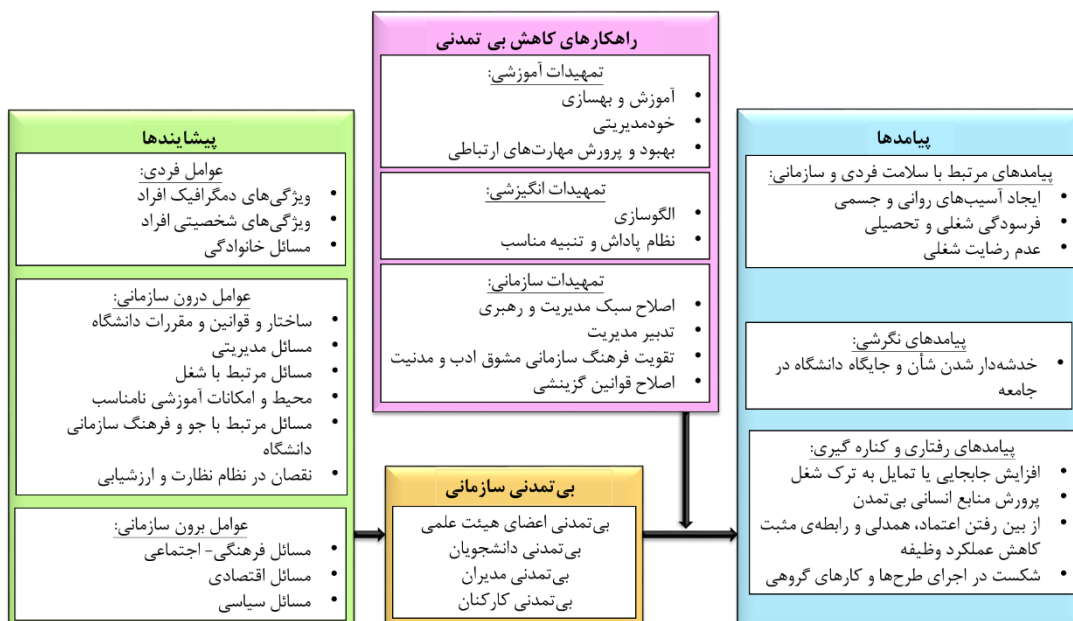 راهکارهای کاهش بی تمدنی
تمهیدات آموزشی:
• آموزش و بهسازی
• خودمدیریتی
• بهبود و پرورش مهارت‌های ارتباطی
تمهیدات انگیزشی:
• الگوسازی
• نظام پاداش و تنبیه مناسب
تمهیدات سازمانی:
• اصلاح سبک مدیریت و رهبری
• تدبیر مدیریت
• تقویت فرهنگ سازمانی مشوق ادب و مدنیت
• اصلاح قوانین گزینشی
پیامدها
پیامدهای مرتبط با سلامت فردی و سازمانی:
• ایجاد آسیب‌های روانی و جسمی
• فرسودگی شغلی و تحصیلی
• عدم رضایت شغلی
پیامدهای نگرشی:
• خدشه‌دار شدن شأن و جایگاه دانشگاه در
جامعه
پیامدهای رفتاری و کناره گیری:
• افزایش جابجایی یا تمایل به ترک شغل
• پرورش منابع انسانی بی‌تمدن
• از بین رفتن اعتماد، همدلی و رابطه‌ی مثبت
• کاهش عملکرد وظیفه
• شکست در اجرای طرح‌ها و کارهای گروهی
بی‌تمدنی سازمانی
بی‌تمدنی اعضای هیئت علمی
بی‌تمدنی دانشجویان
بی‌تمدنی مدیران
بی‌تمدنی کارکنان
پیشایندها
عوامل فردی:
• ویژگی‌های دمگرافیک افراد
• ویژگی‌های شخصیتی افراد
• مسائل خانوادگی
عوامل درون سازمانی:
• ساختار و قوانین و مقررات دانشگاه
• مسائل مدیریتی
• مسائل مرتبط با شغل
• محیط و امکانات آموزشی نامناسب
• مسائل مرتبط با جو و فرهنگ سازمانی
دانشگاه
• نقصان در نظام نظارت و ارزشیابی
عوامل برون سازمانی:
• مسائل فرهنگی- اجتماعی
• مسائل اقتصادی
• مسائل سیاسی